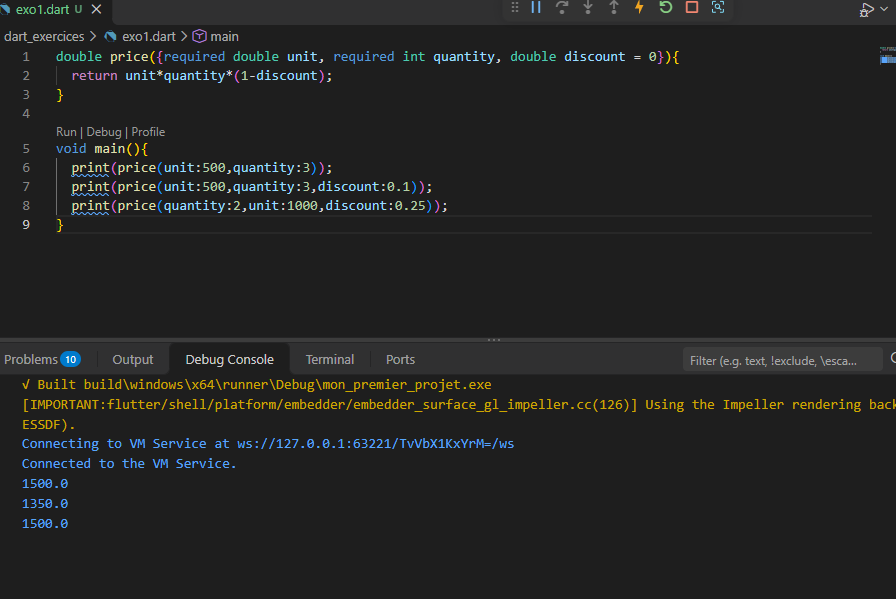 exo1.dart U
dart_exercices > exo1.dart > main
1 double price({required double unit, required int quantity, double discount = 0}){
2 return unit*quantity*(1-discount);
3 }
4
Run | Debug | Profile
5 void main(){
6 print(price(unit:500,quantity:3));
7 print(price(unit:500,quantity:3,discount:0.1));
8 print(price(quantity:2,unit:1000,discount:0.25));
9 }
Problems 10 Output Debug Console Terminal Ports Filter (e.g. text, !exclude, \esca...
√ Built build\windows\x64\runner\Debug\mon_premier_projet.exe
[IMPORTANT:flutter/shell/platform/embedder/embedder_surface_gl_impeller.cc(126)] Using the Impeller rendering back
ESSDF).
Connecting to VM Service at ws://127.0.0.1:63221/TvVbX1KxYrM=/ws
Connected to the VM Service.
1500.0
1350.0
1500.0